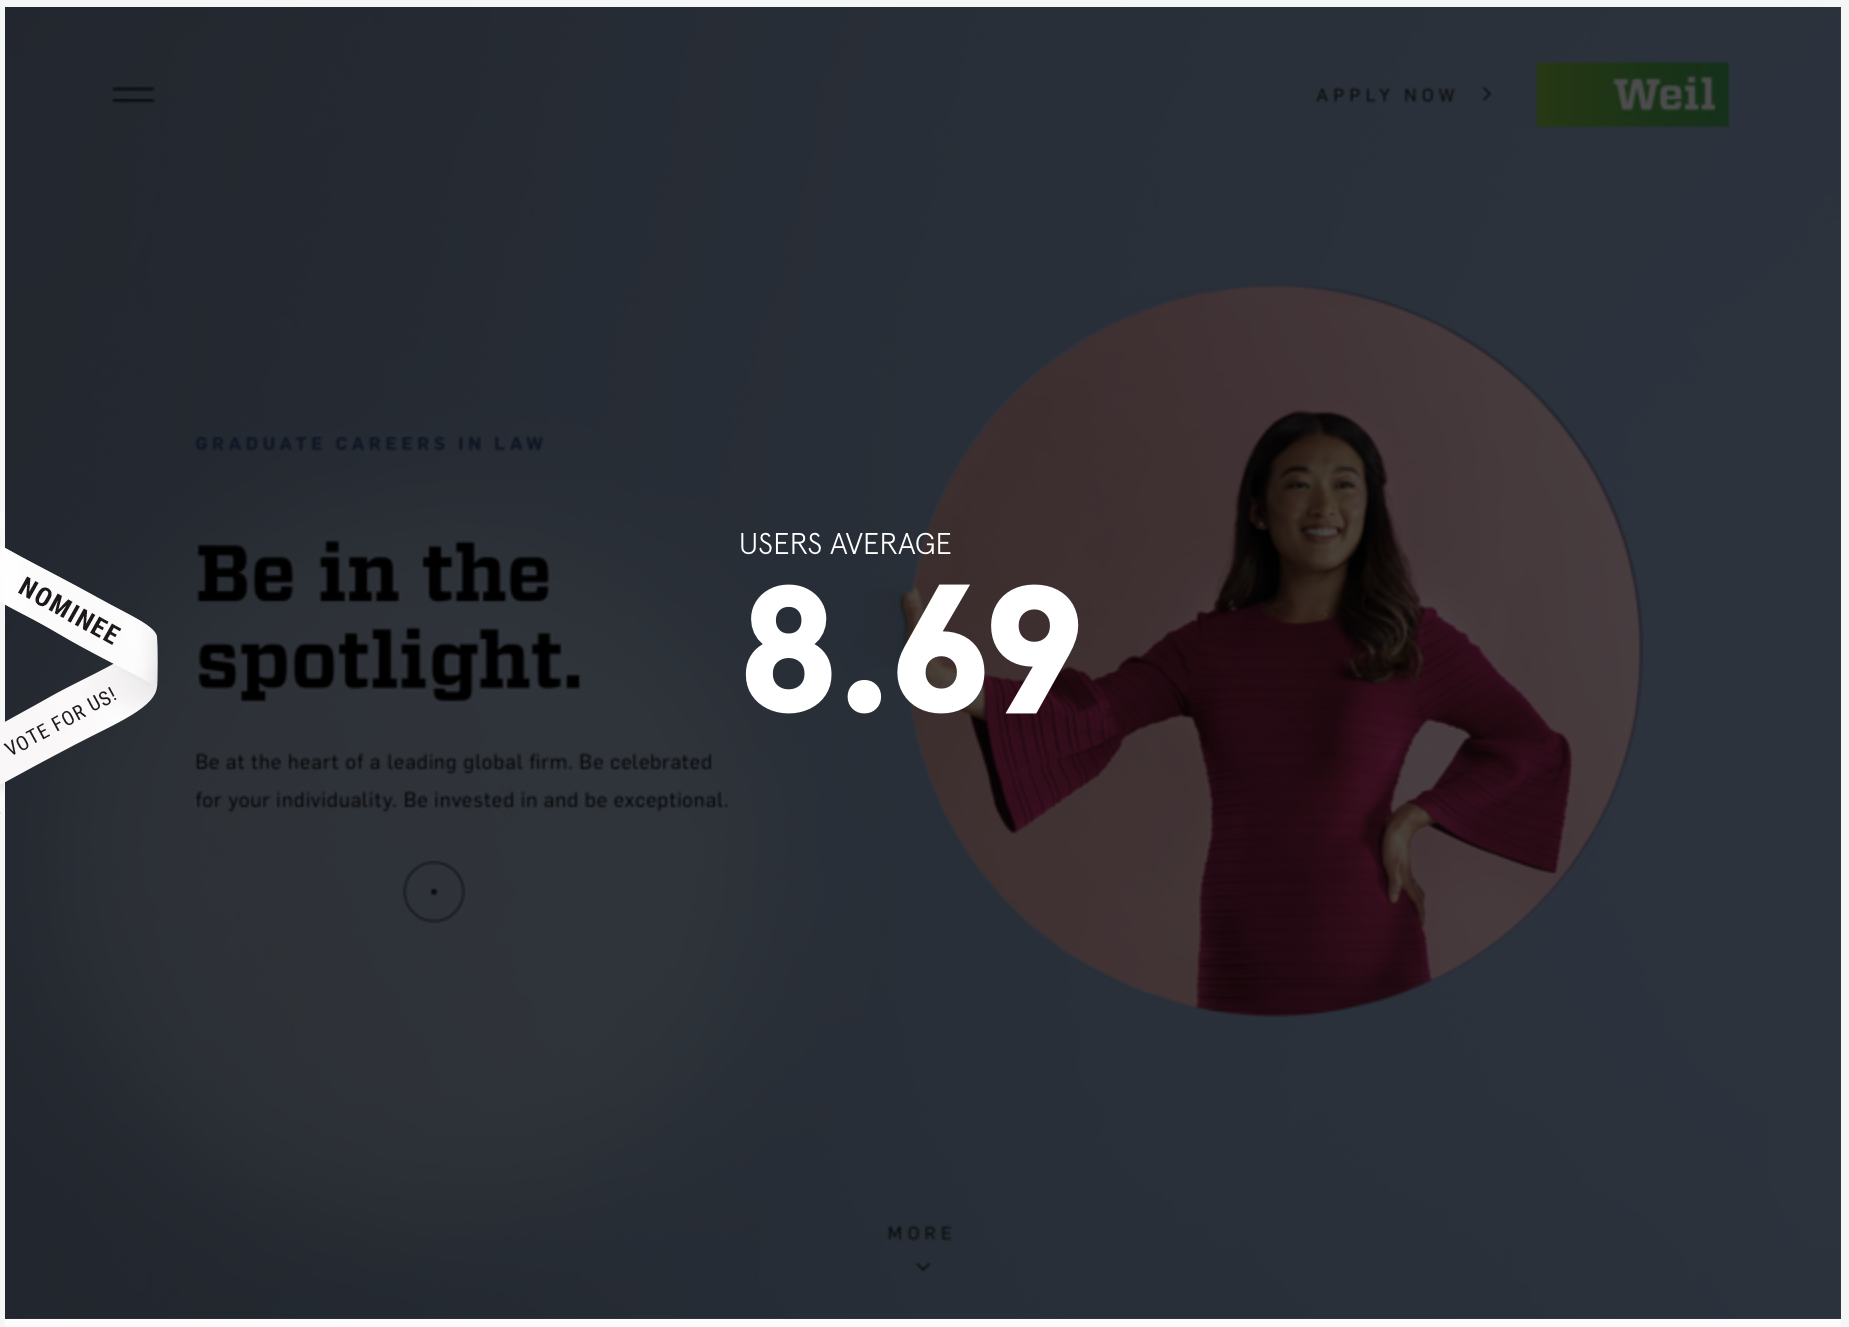 APPLY NOW
Weil
GRADUATE CAREERS IN LAW
Be in the
spotlight.
USERS AVERAGE
8.69
NOMINEE
VOTE FOR US!
Be at the heart of a leading global firm. Be celebrated
for your individuality. Be invested in and be exceptional.
MORE